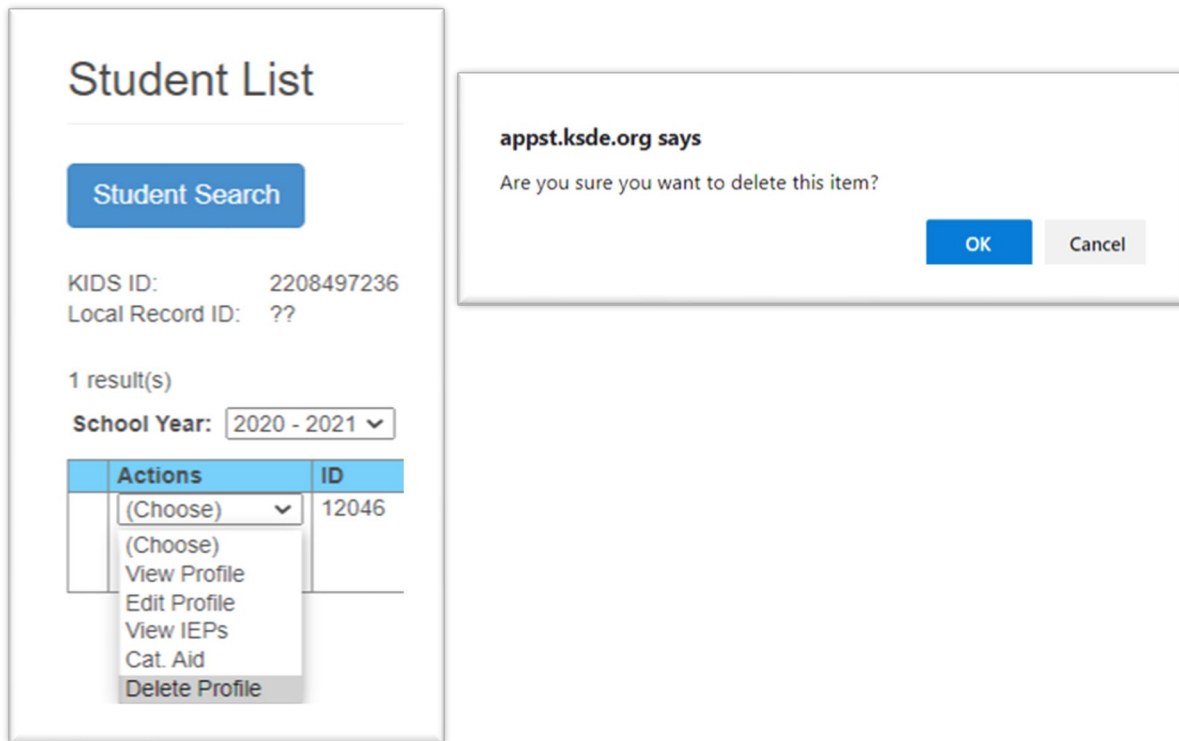 Student List
Student Search
KIDS ID: 2208497236
Local Record ID: ??
1 result(s)
School Year: 2020 - 2021
Actions ID
(Choose) 12046
(Choose)
View Profile
Edit Profile
View IEPs
Cat. Aid
Delete Profile
appst.ksde.org says
Are you sure you want to delete this item?
OK Cancel